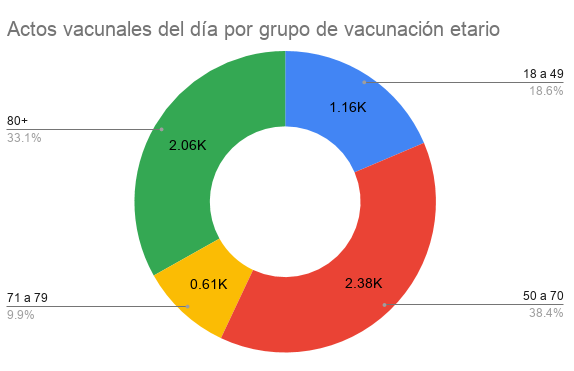 Actos vacunales del día por grupo de vacunación etario
18 a 49
18.6%
1.16K
80+
33.1%
2.06K
2.38K
0.61K
71 a 79
9.9%
50 a 70
38.4%